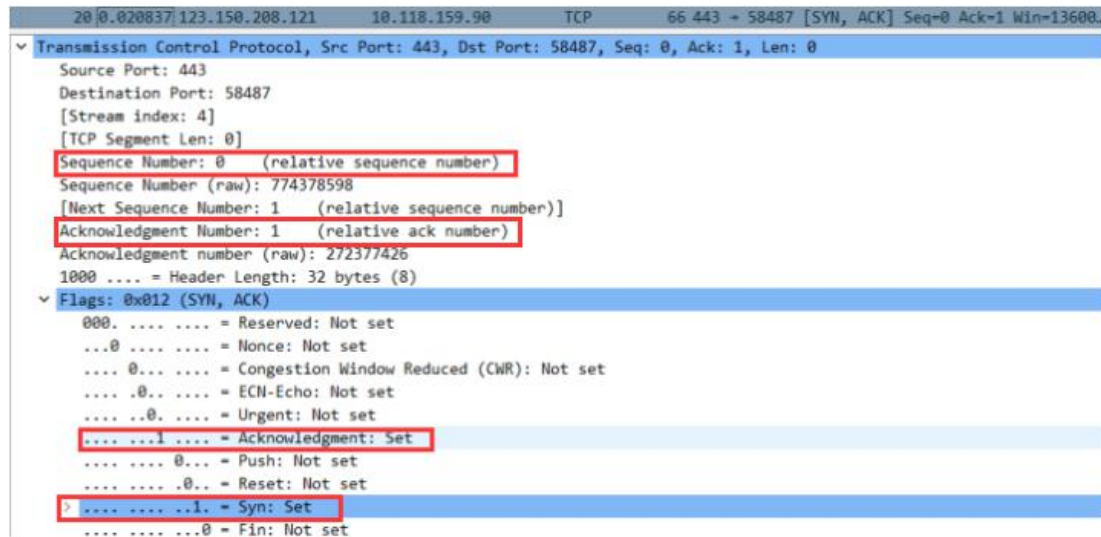 20 0.020837 123.150.208.121 10.118.159.90 TCP 66 443 → 58487 [SYN, ACK] Seq=0 Ack=1 Win=13600…
Transmission Control Protocol, Src Port: 443, Dst Port: 58487, Seq: 0, Ack: 1, Len: 0
Source Port: 443
Destination Port: 58487
[Stream index: 4]
[TCP Segment Len: 0]
Sequence Number: 0 (relative sequence number)
Sequence Number (raw): 774378598
[Next Sequence Number: 1 (relative sequence number)]
Acknowledgment Number: 1 (relative ack number)
Acknowledgment number (raw): 272377426
1000 .... = Header Length: 32 bytes (8)
Flags: 0x012 (SYN, ACK)
000. .... .... = Reserved: Not set
...0 .... .... = Nonce: Not set
.... 0... .... = Congestion Window Reduced (CWR): Not set
.... .0.. .... = ECN-Echo: Not set
.... ..0. .... = Urgent: Not set
.... ...1 .... = Acknowledgment: Set
.... .... 0... = Push: Not set
.... .... .0.. = Reset: Not set
.... .... ..1. = Syn: Set
.... .... ...0 = Fin: Not set